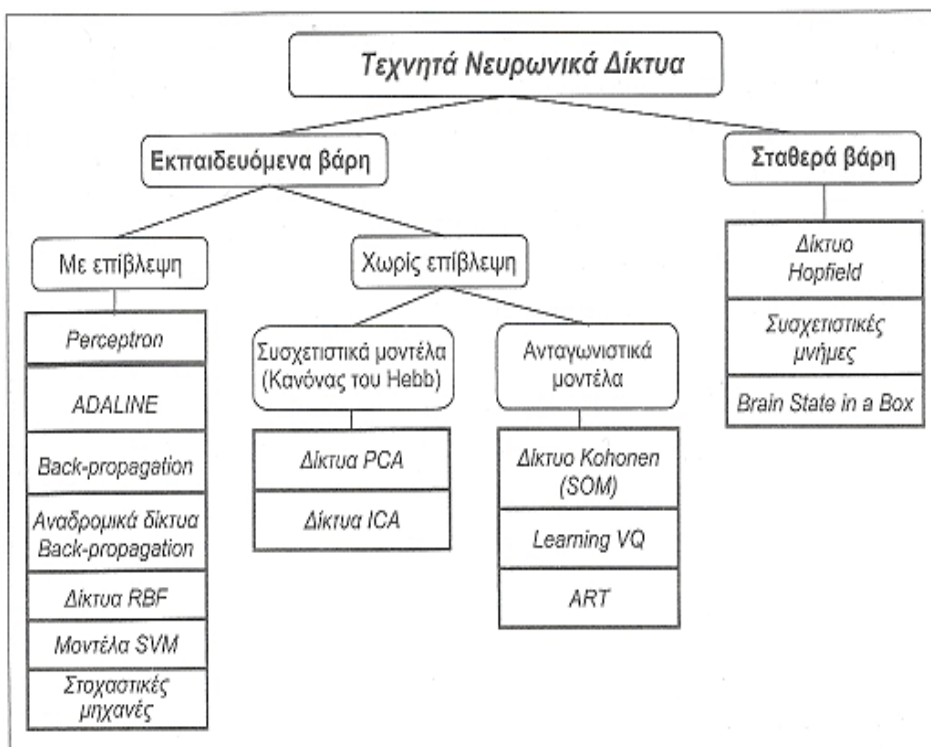 Τεχνητά Νευρωνικά Δίκτυα
Εκπαιδευόμενα βάρη
Σταθερά βάρη
Με επίβλεψη
Χωρίς επίβλεψη
Perceptron
ADALINE
Back-propagation
Αναδρομικά δίκτυα
Back-propagation
Δίκτυα RBF
Μοντέλα SVM
Στοχαστικές
μηχανές
Συσχετιστικά μοντέλα
(Κανόνας του Hebb)
Δίκτυα PCA
Δίκτυα ICA
Ανταγωνιστικά
μοντέλα
Δίκτυο Kohonen
(SOM)
Learning VQ
ART
Δίκτυο
Hopfield
Συσχετιστικές
μνήμες
Brain State in a Box